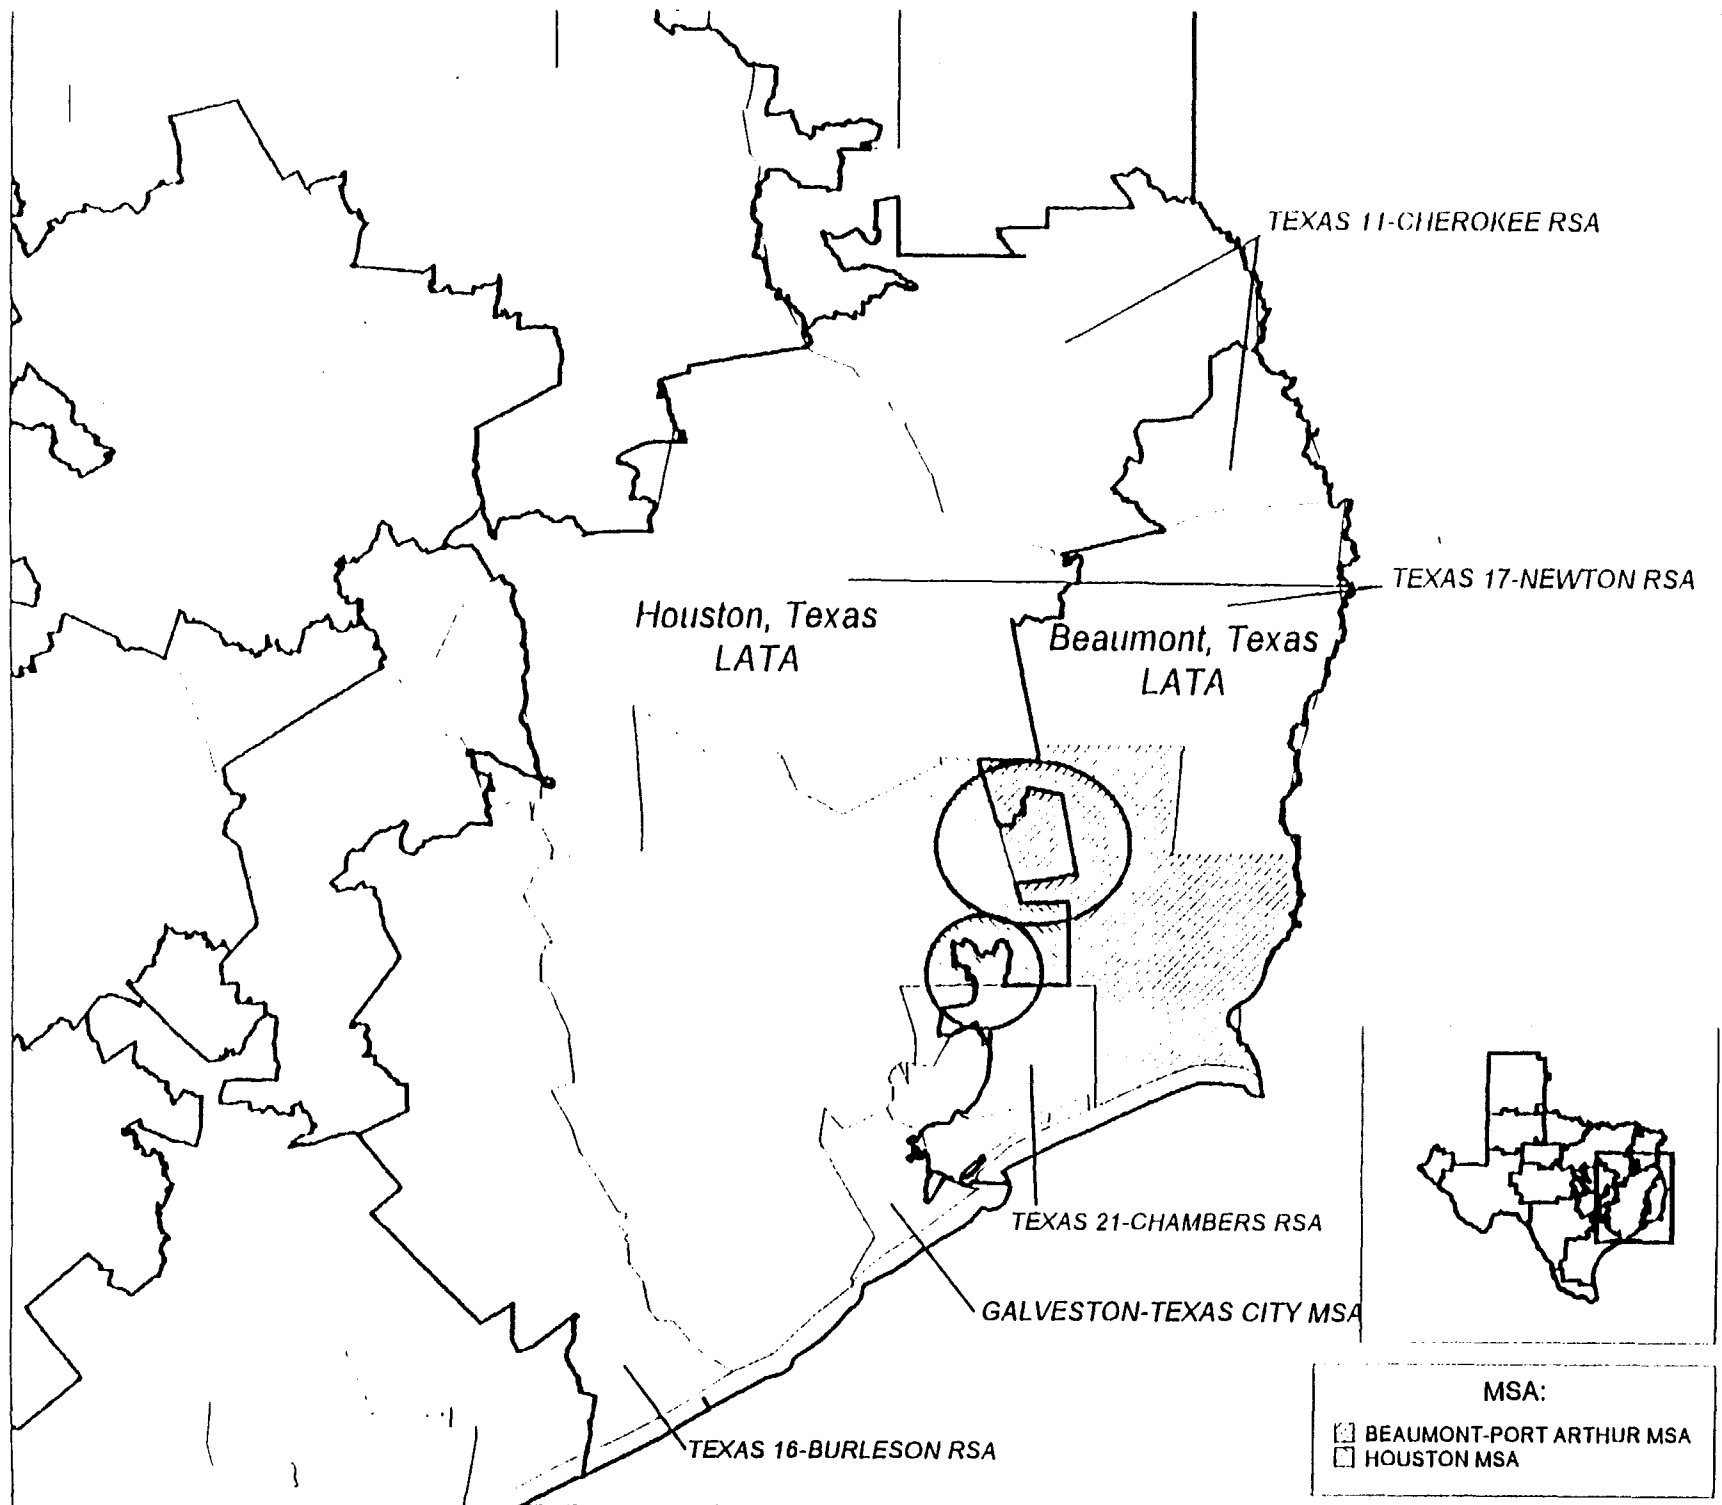 TEXAS 11-CHEROKEE RSA
TEXAS 17-NEWTON RSA
Houston, Texas
LATA
Beaumont, Texas
LATA
TEXAS 21-CHAMBERS RSA
GALVESTON-TEXAS CITY MSA
TEXAS 16-BURLESON RSA
MSA:
BEAUMONT-PORT ARTHUR MSA
HOUSTON MSA